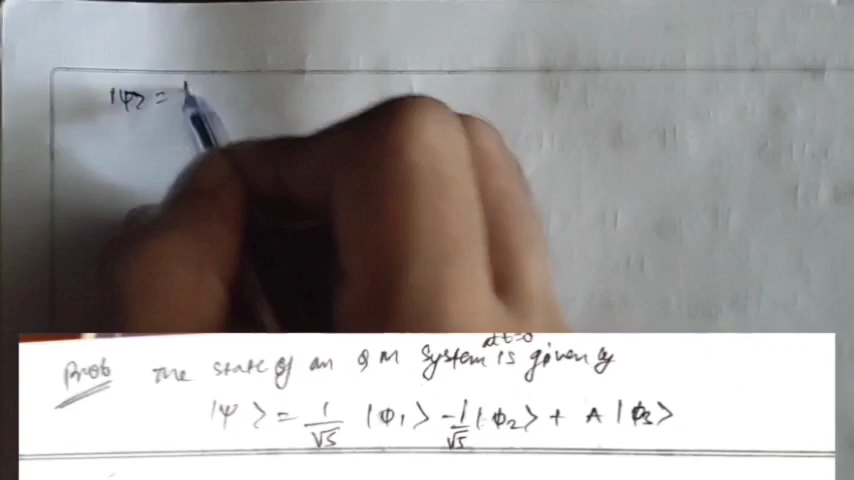 |ψ> = 1
Prob The state of an QM System at t=0 is given by
|ψ> = 1/√5 |φ1> - 1/√5 |φ2> + A |φ3>